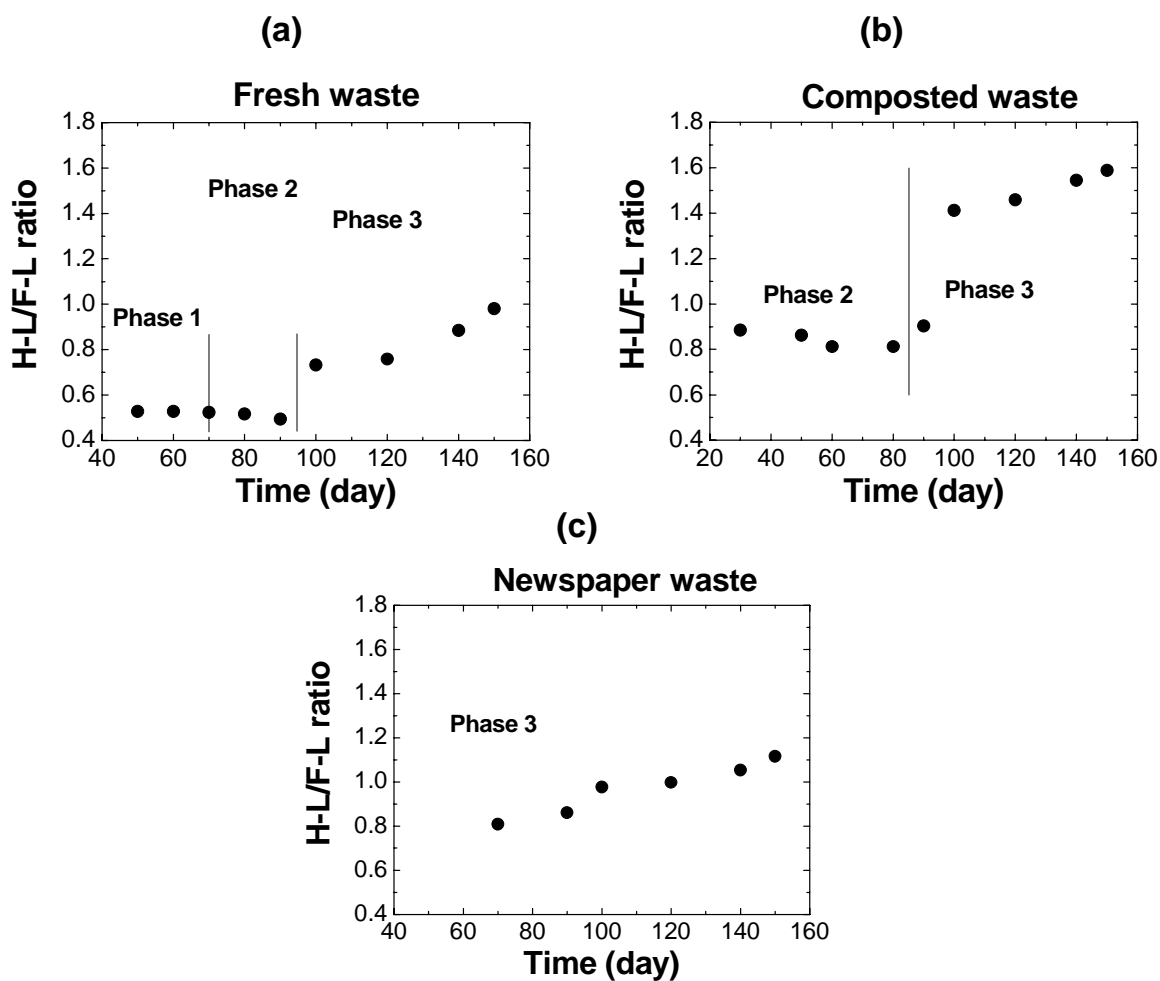 (a)
Fresh waste
H-L/F-L ratio
1.8
1.6
1.4
1.2
1.0
0.8
0.6
0.4
Phase 2
Phase 3
Phase 1
40 60 80 100 120 140 160
Time (day)
(b)
Composted waste
H-L/F-L ratio
1.8
1.6
1.4
1.2
1.0
0.8
0.6
0.4
Phase 2
Phase 3
20 40 60 80 100 120 140 160
Time (day)
(c)
Newspaper waste
H-L/F-L ratio
1.8
1.6
1.4
1.2
1.0
0.8
0.6
0.4
Phase 3
40 60 80 100 120 140 160
Time (day)